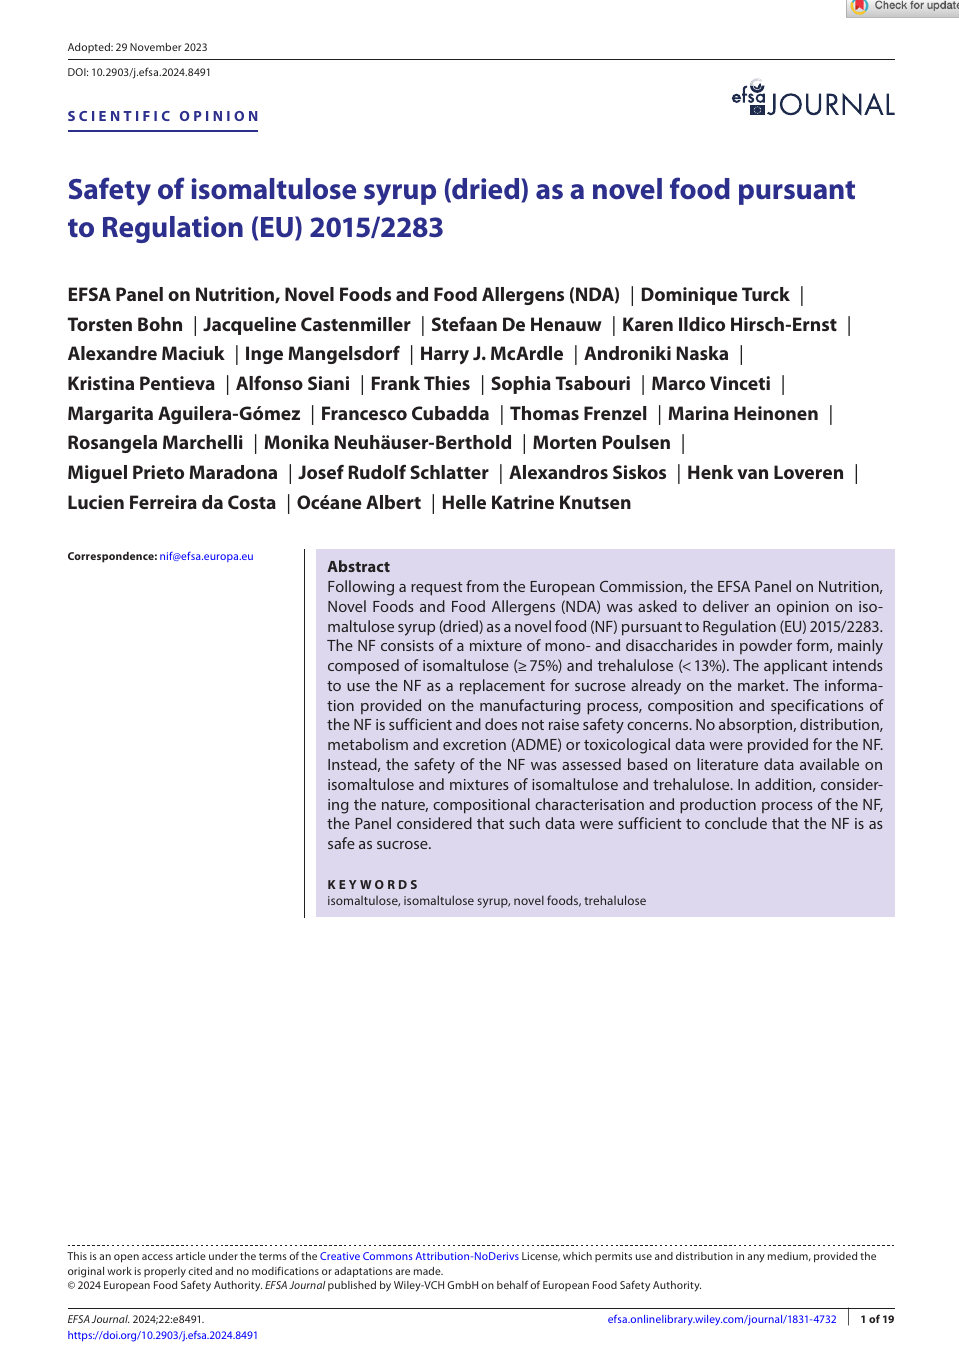 Check for update
Adopted: 29 November 2023
DOI: 10.2903/j.efsa.2024.8491
SCIENTIFIC OPINION
efsa JOURNAL
Safety of isomaltulose syrup (dried) as a novel food pursuant
to Regulation (EU) 2015/2283
EFSA Panel on Nutrition, Novel Foods and Food Allergens (NDA) | Dominique Turck |
Torsten Bohn | Jacqueline Castenmiller | Stefaan De Henauw | Karen Ildico Hirsch-Ernst |
Alexandre Maciuk | Inge Mangelsdorf | Harry J. McArdle | Androniki Naska |
Kristina Pentieva | Alfonso Siani | Frank Thies | Sophia Tsabouri | Marco Vinceti |
Margarita Aguilera-Gómez | Francesco Cubadda | Thomas Frenzel | Marina Heinonen |
Rosangela Marchelli | Monika Neuhäuser-Berthold | Morten Poulsen |
Miguel Prieto Maradona | Josef Rudolf Schlatter | Alexandros Siskos | Henk van Loveren |
Lucien Ferreira da Costa | Océane Albert | Helle Katrine Knutsen
Correspondence: nif@efsa.europa.eu
Abstract
Following a request from the European Commission, the EFSA Panel on Nutrition,
Novel Foods and Food Allergens (NDA) was asked to deliver an opinion on iso-
maltulose syrup (dried) as a novel food (NF) pursuant to Regulation (EU) 2015/2283.
The NF consists of a mixture of mono- and disaccharides in powder form, mainly
composed of isomaltulose (≥ 75%) and trehalulose (< 13%). The applicant intends
to use the NF as a replacement for sucrose already on the market. The informa-
tion provided on the manufacturing process, composition and specifications of
the NF is sufficient and does not raise safety concerns. No absorption, distribution,
metabolism and excretion (ADME) or toxicological data were provided for the NF.
Instead, the safety of the NF was assessed based on literature data available on
isomaltulose and mixtures of isomaltulose and trehalulose. In addition, consider-
ing the nature, compositional characterisation and production process of the NF,
the Panel considered that such data were sufficient to conclude that the NF is as
safe as sucrose.
KEYWORDS
isomaltulose, isomaltulose syrup, novel foods, trehalulose
This is an open access article under the terms of the Creative Commons Attribution-NoDerivs License, which permits use and distribution in any medium, provided the
original work is properly cited and no modifications or adaptations are made.
© 2024 European Food Safety Authority. EFSA Journal published by Wiley-VCH GmbH on behalf of European Food Safety Authority.
EFSA Journal. 2024;22:e8491.
https://doi.org/10.2903/j.efsa.2024.8491
efsa.onlinelibrary.wiley.com/journal/1831-4732 | 1 of 19